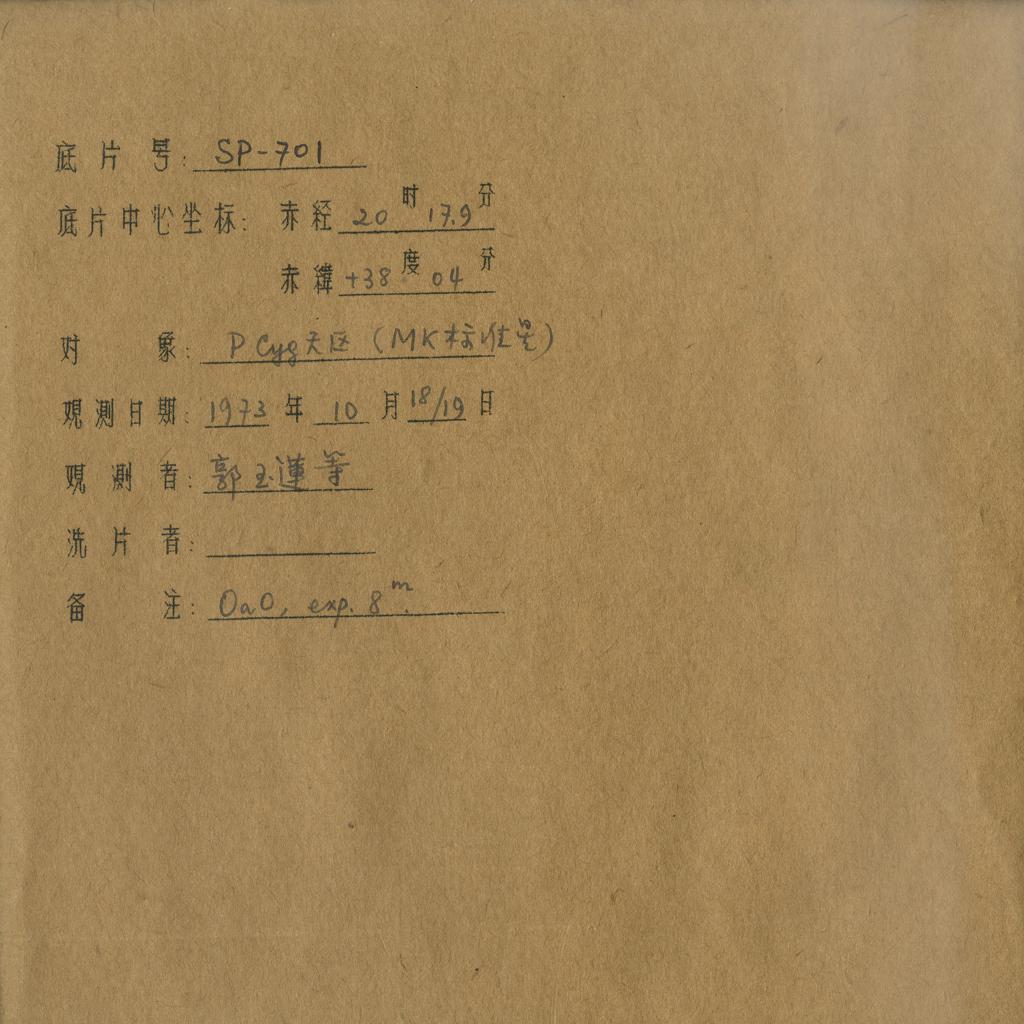 底片号: SP-701
底片中心坐标: 赤经 20时 17.9分
赤緯 +38度 04分
对象: P Cyg天区 (MK标准星)
观測日期: 1973年 10月 18/19日
观測者: 郭玉蓮等
洗片者:
备注: OaO, exp. 8m.